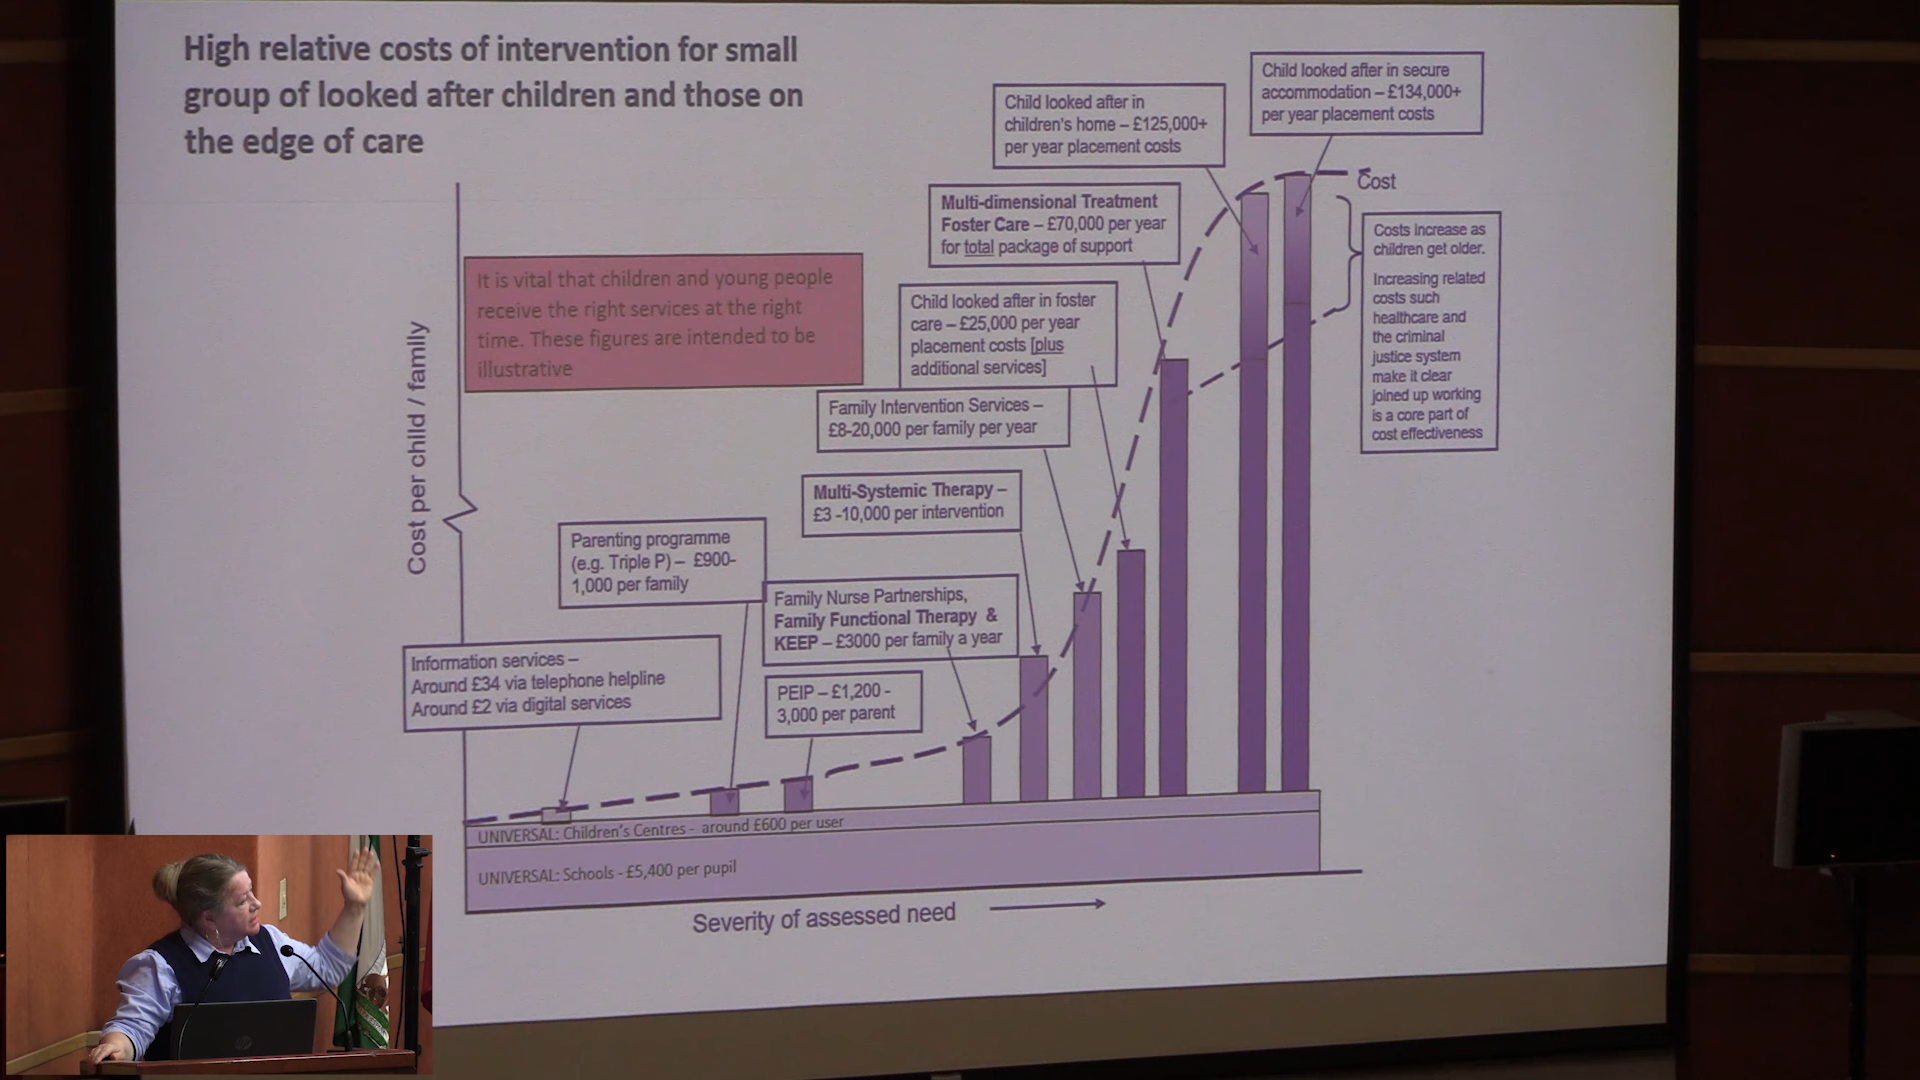 High relative costs of intervention for small
group of looked after children and those on
the edge of care
Child looked after in secure
accommodation – £134,000+
per year placement costs
Child looked after in
children's home – £125,000+
per year placement costs
Cost
Multi-dimensional Treatment
Foster Care – £70,000 per year
for total package of support
Costs increase as
children get older.
Increasing related
costs such
healthcare and
the criminal
justice system
make it clear
joined up working
is a core part of
cost effectiveness
It is vital that children and young people
receive the right services at the right
time. These figures are intended to be
illustrative
Child looked after in foster
care – £25,000 per year
placement costs [plus
additional services]
Family Intervention Services –
£8-20,000 per family per year
Cost per child / family
Multi-Systemic Therapy –
£3 -10,000 per intervention
Parenting programme
(e.g. Triple P) – £900-
1,000 per family
Family Nurse Partnerships,
Family Functional Therapy &
KEEP – £3000 per family a year
Information services –
Around £34 via telephone helpline
Around £2 via digital services
PEIP – £1,200 -
3,000 per parent
UNIVERSAL: Children's Centres - around £600 per user
UNIVERSAL: Schools - £5,400 per pupil
Severity of assessed need
hp